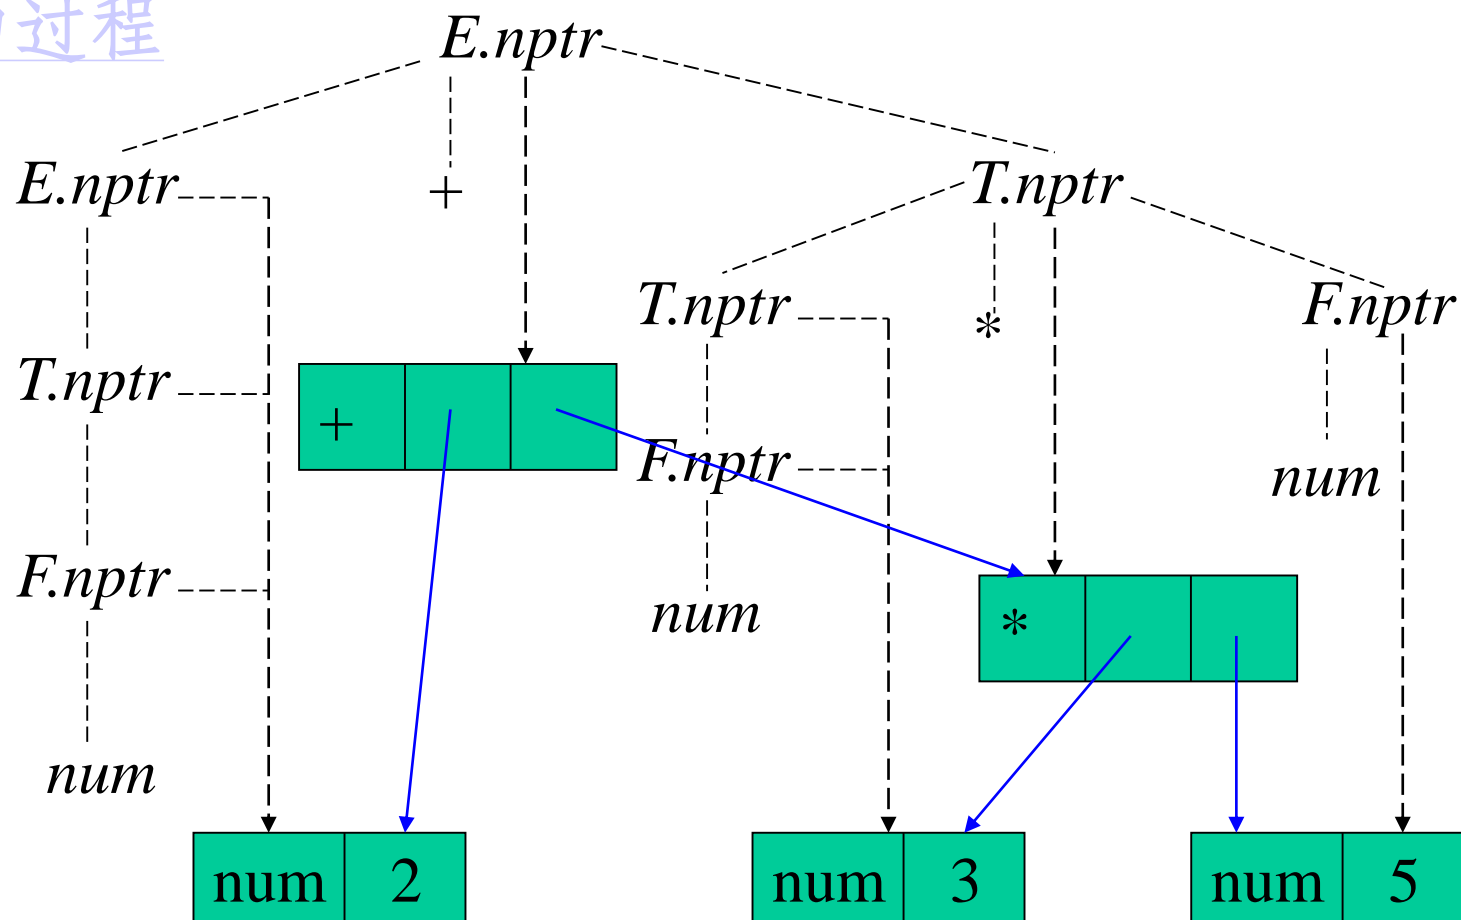 过程
E.nptr
E.nptr + T.nptr
T.nptr * F.nptr
T.nptr
+
F.nptr num
F.nptr
num *
num
num 2 num 3 num 5